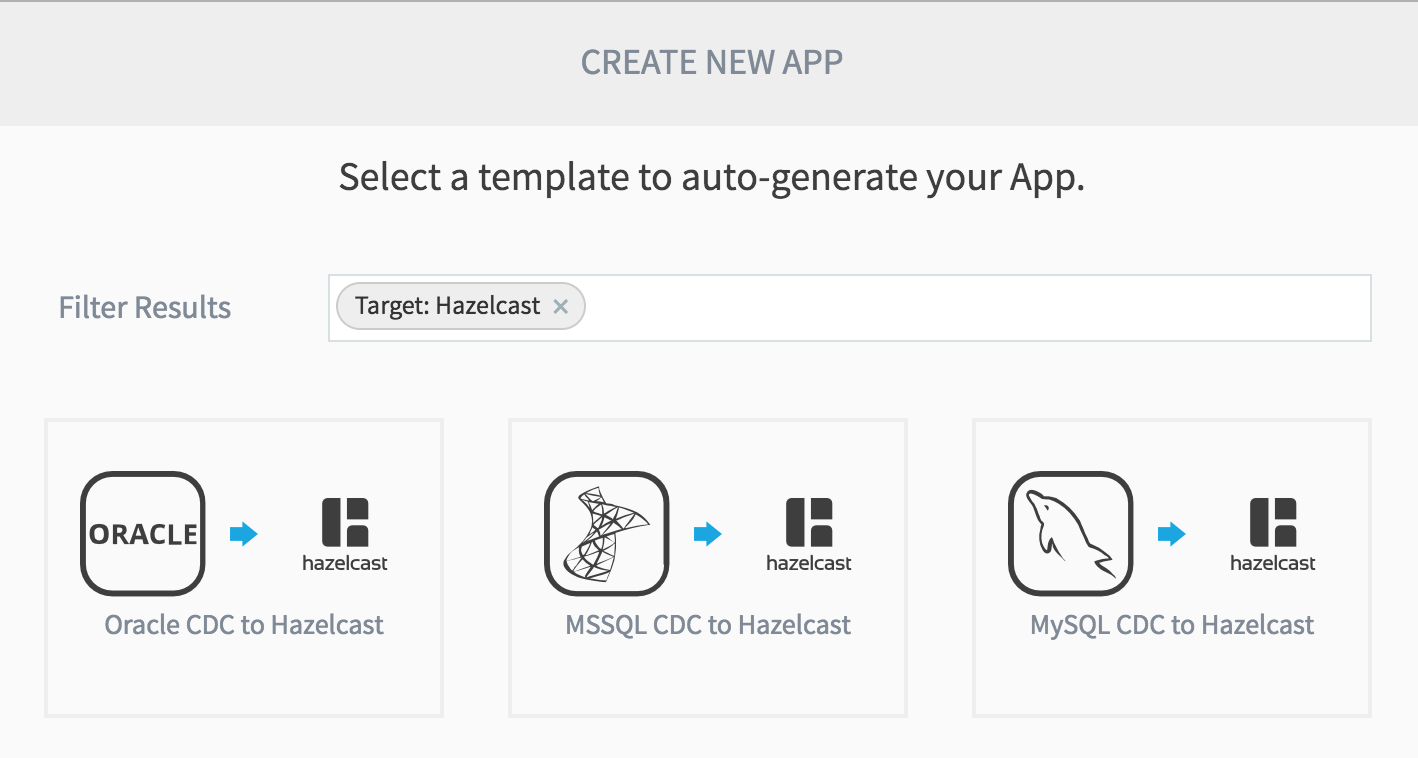 CREATE NEW APP
Select a template to auto-generate your App.
Filter Results
Target: Hazelcast ×
ORACLE
hazelcast
Oracle CDC to Hazelcast
hazelcast
MSSQL CDC to Hazelcast
hazelcast
MySQL CDC to Hazelcast